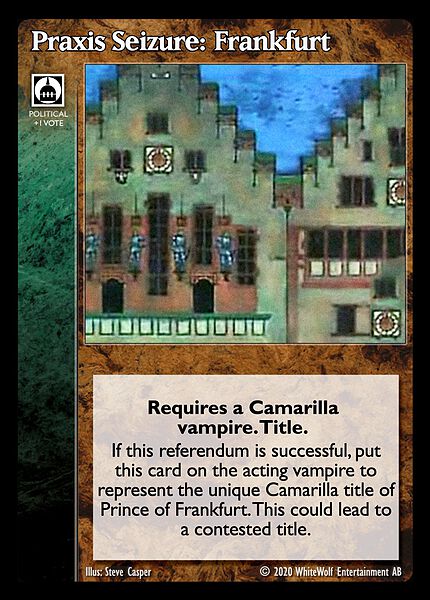 Praxis Seizure: Frankfurt
POLITICAL
+1 VOTE
Requires a Camarilla
vampire.Title.
If this referendum is successful, put
this card on the acting vampire to
represent the unique Camarilla title of
Prince of Frankfurt. This could lead to
a contested title.
Illus: Steve Casper
© 2020 WhiteWolf Entertainment AB